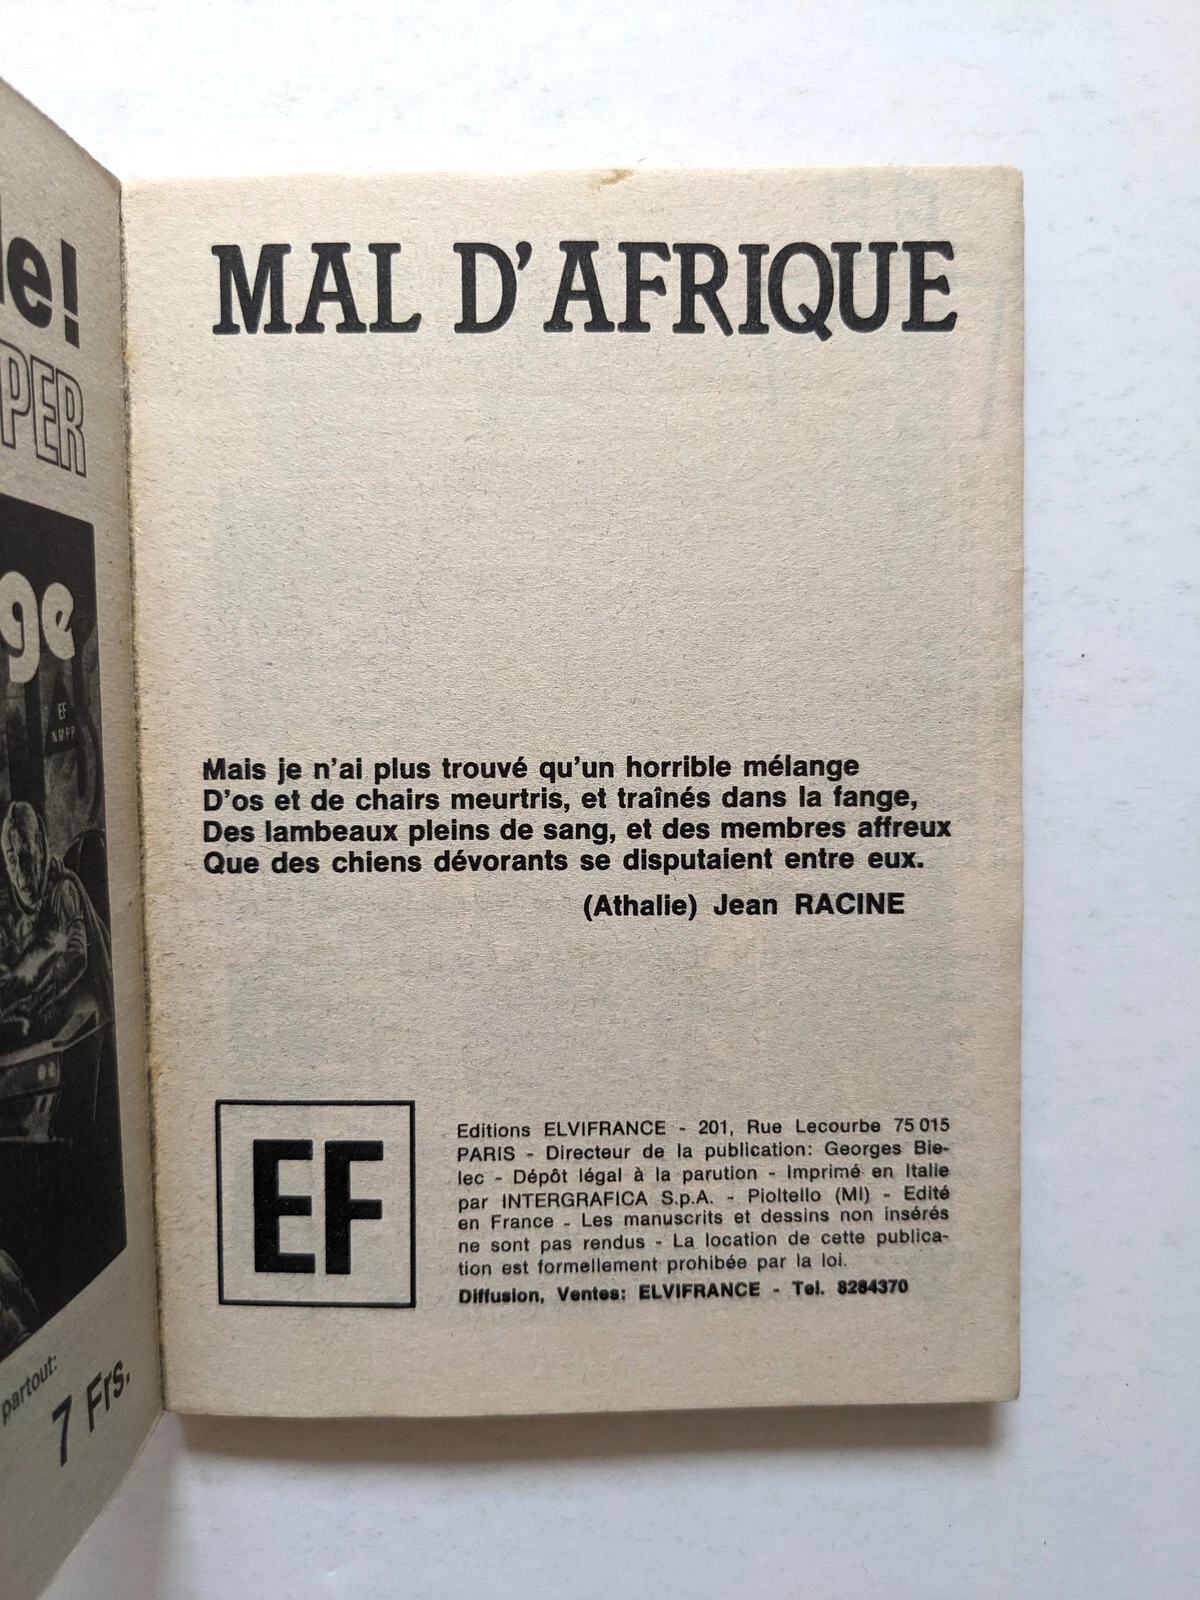 le!
PER
ge
EF
NMPP
partout:
7 Frs.
MAL D'AFRIQUE
Mais je n'ai plus trouvé qu'un horrible mélange
D'os et de chairs meurtris, et traînés dans la fange,
Des lambeaux pleins de sang, et des membres affreux
Que des chiens dévorants se disputaient entre eux.
(Athalie) Jean RACINE
EF
Editions ELVIFRANCE - 201, Rue Lecourbe 75 015
PARIS - Directeur de la publication: Georges Bie-
lec - Dépôt légal à la parution - Imprimé en Italie
par INTERGRAFICA S.p.A. - Pioltello (MI) - Edité
en France - Les manuscrits et dessins non insérés
ne sont pas rendus - La location de cette publica-
tion est formellement prohibée par la loi.
Diffusion, Ventes: ELVIFRANCE - Tel. 8284370